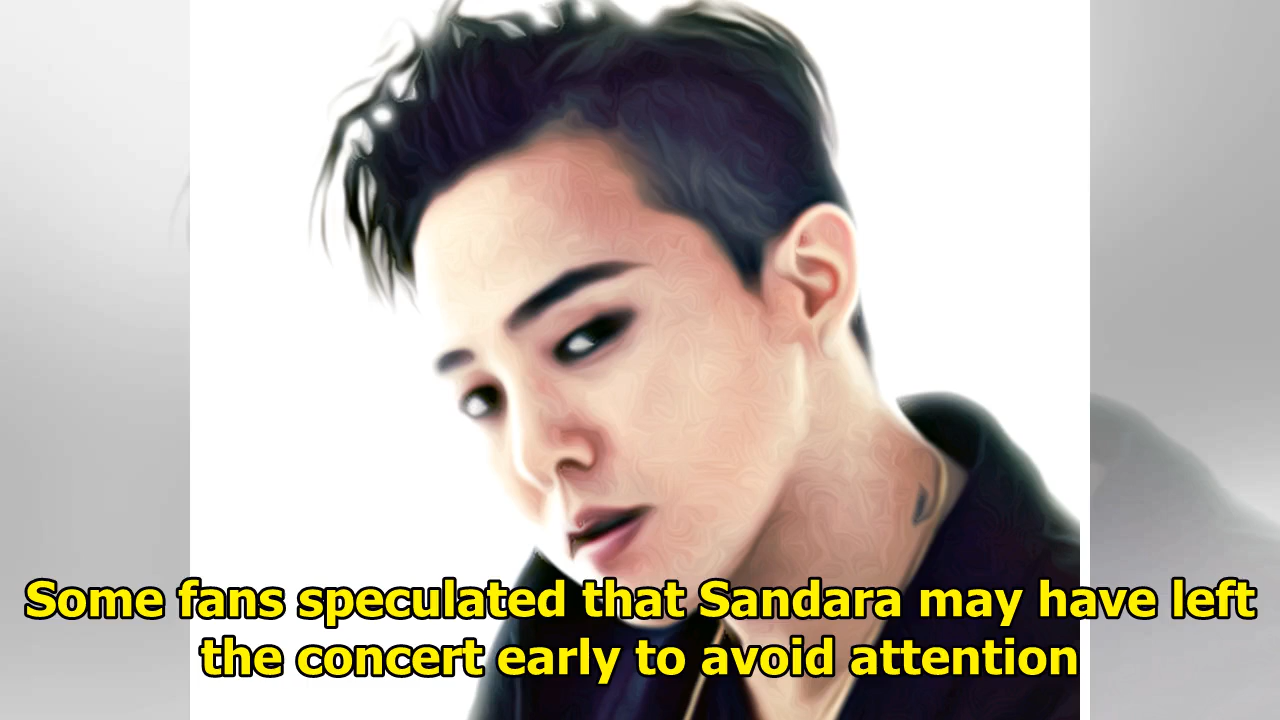 Some fans speculated that Sandara may have left
the concert early to avoid attention